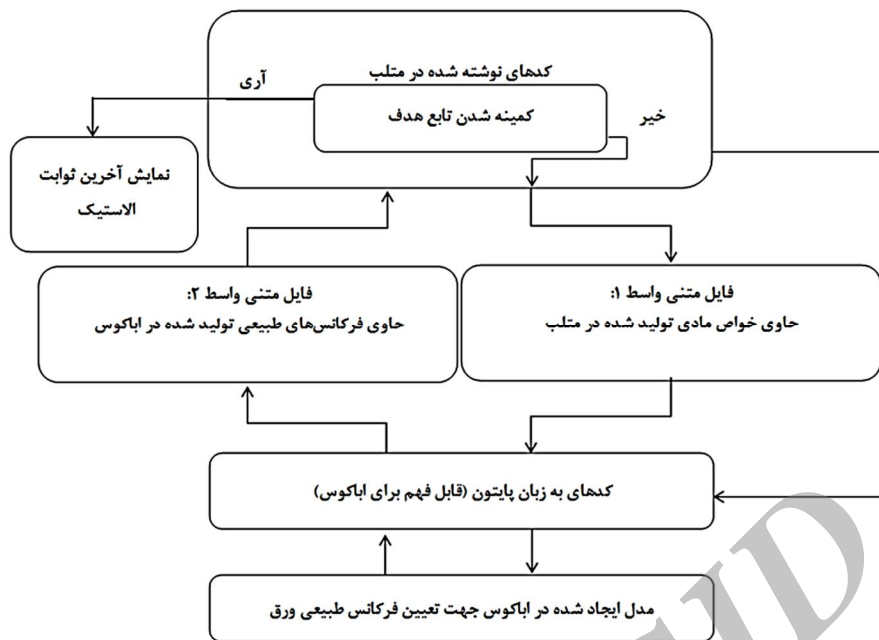 کدهای نوشته شده در متلب
آری
کمینه شدن تابع هدف
خیر
نمایش آخرین ثوابت
الاستیک
فایل متنی واسط ۱:
حاوی خواص مادی تولید شده در متلب
فایل متنی واسط ۲:
حاوی فرکانس‌های طبیعی تولید شده در اباکوس
کدهای به زبان پایتون (قابل فهم برای اباکوس)
مدل ایجاد شده در اباکوس جهت تعیین فرکانس طبیعی ورق